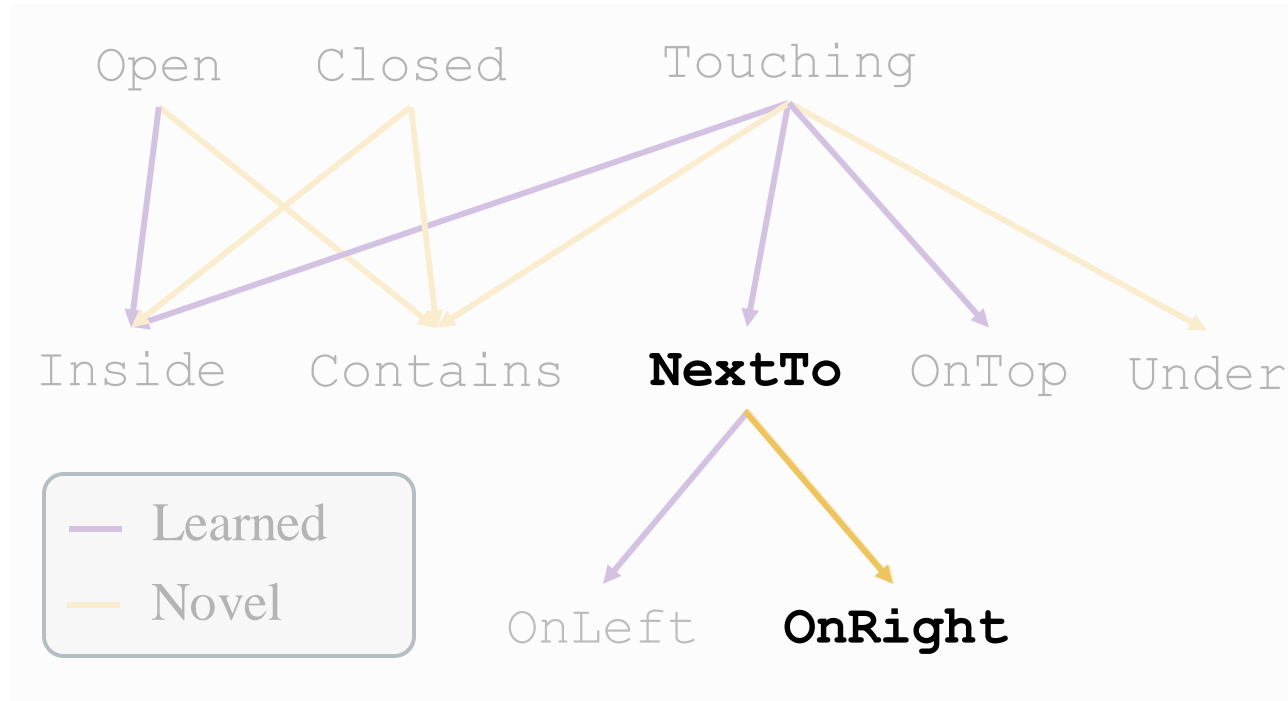 Open Closed Touching
Inside Contains NextTo OnTop Under
Learned
Novel
OnLeft OnRight